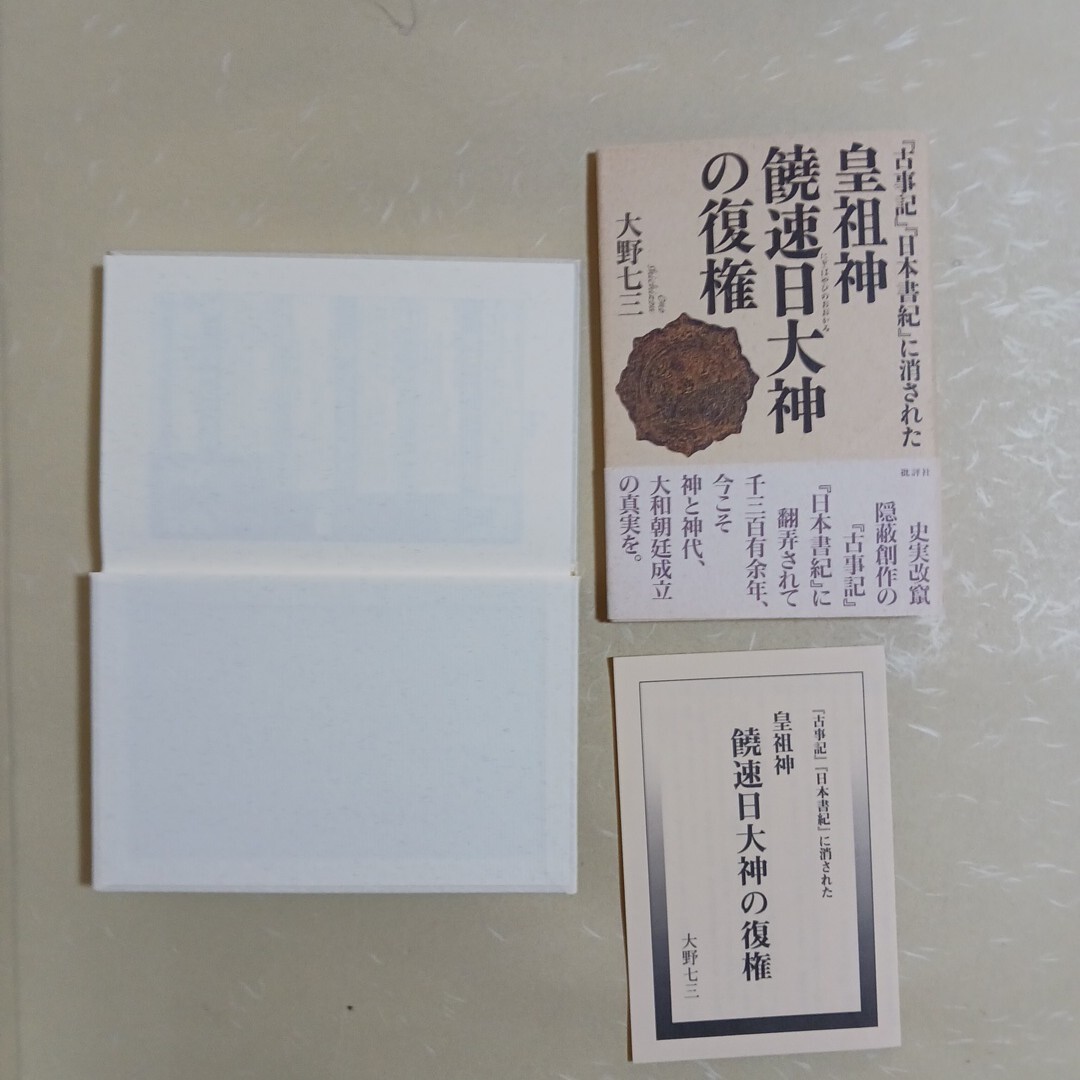 『古事記』『日本書紀』に消された
皇祖神
饒速日大神
にぎはやひのおおかみ
の復権
大野七三
Ōno
Shichizou
批評社
史実改竄
隠蔽創作の
『古事記』
『日本書紀』に
翻弄されて
千三百有余年、
今こそ
神と神代、
大和朝廷成立
の真実を。
『古事記』『日本書紀』に消された
皇祖神
饒速日大神の復権
大野七三